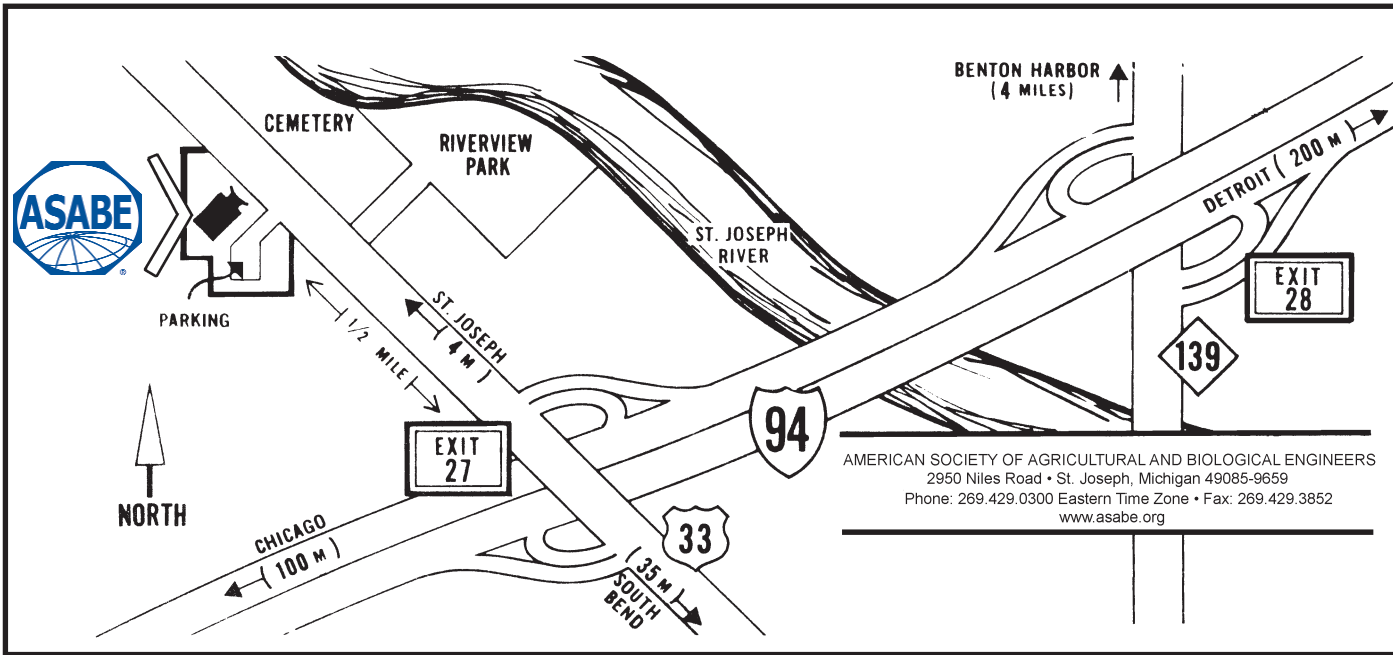 BENTON HARBOR
(4 MILES)
CEMETERY
RIVERVIEW
PARK
DETROIT (200 M)
ASABE
®
ST. JOSEPH
RIVER
EXIT
28
PARKING
ST. JOSEPH
(4 M)
1/2 MILE
139
94
EXIT
27
AMERICAN SOCIETY OF AGRICULTURAL AND BIOLOGICAL ENGINEERS
2950 Niles Road • St. Joseph, Michigan 49085-9659
Phone: 269.429.0300 Eastern Time Zone • Fax: 269.429.3852
www.asabe.org
NORTH
33
CHICAGO
(100 M)
(35 M)
SOUTH
BEND